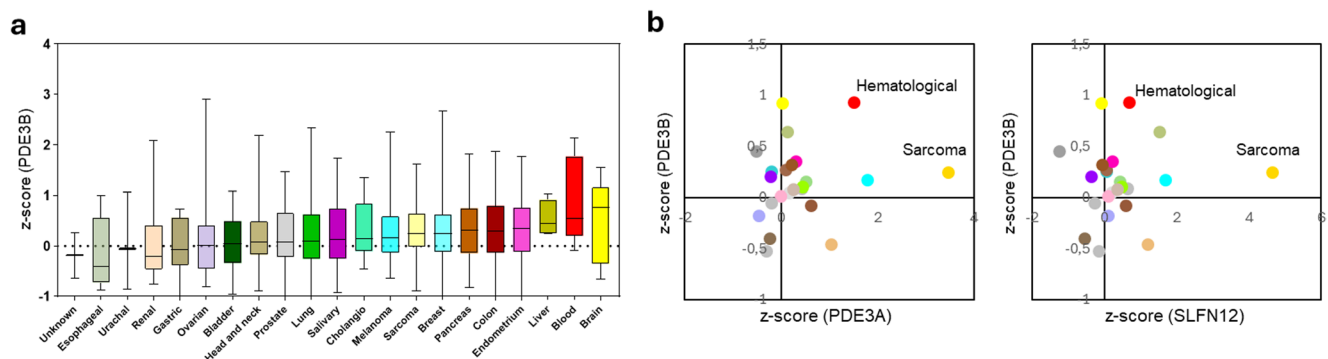 a
z-score (PDE3B)
4
3
2
1
0
-1
Unknown
Esophageal
Urachal
Renal
Gastric
Ovarian
Bladder
Head and neck
Prostate
Lung
Salivary
Cholangio
Melanoma
Sarcoma
Breast
Pancreas
Colon
Endometrium
Liver
Blood
Brain
b
z-score (PDE3B)
1,5
1
0,5
0
-0,5
-1
-2
0
2
4
Hematological
Sarcoma
z-score (PDE3A)
z-score (PDE3B)
1,5
1
0,5
0
-0,5
-1
-2
0
2
4
6
Hematological
Sarcoma
z-score (SLFN12)